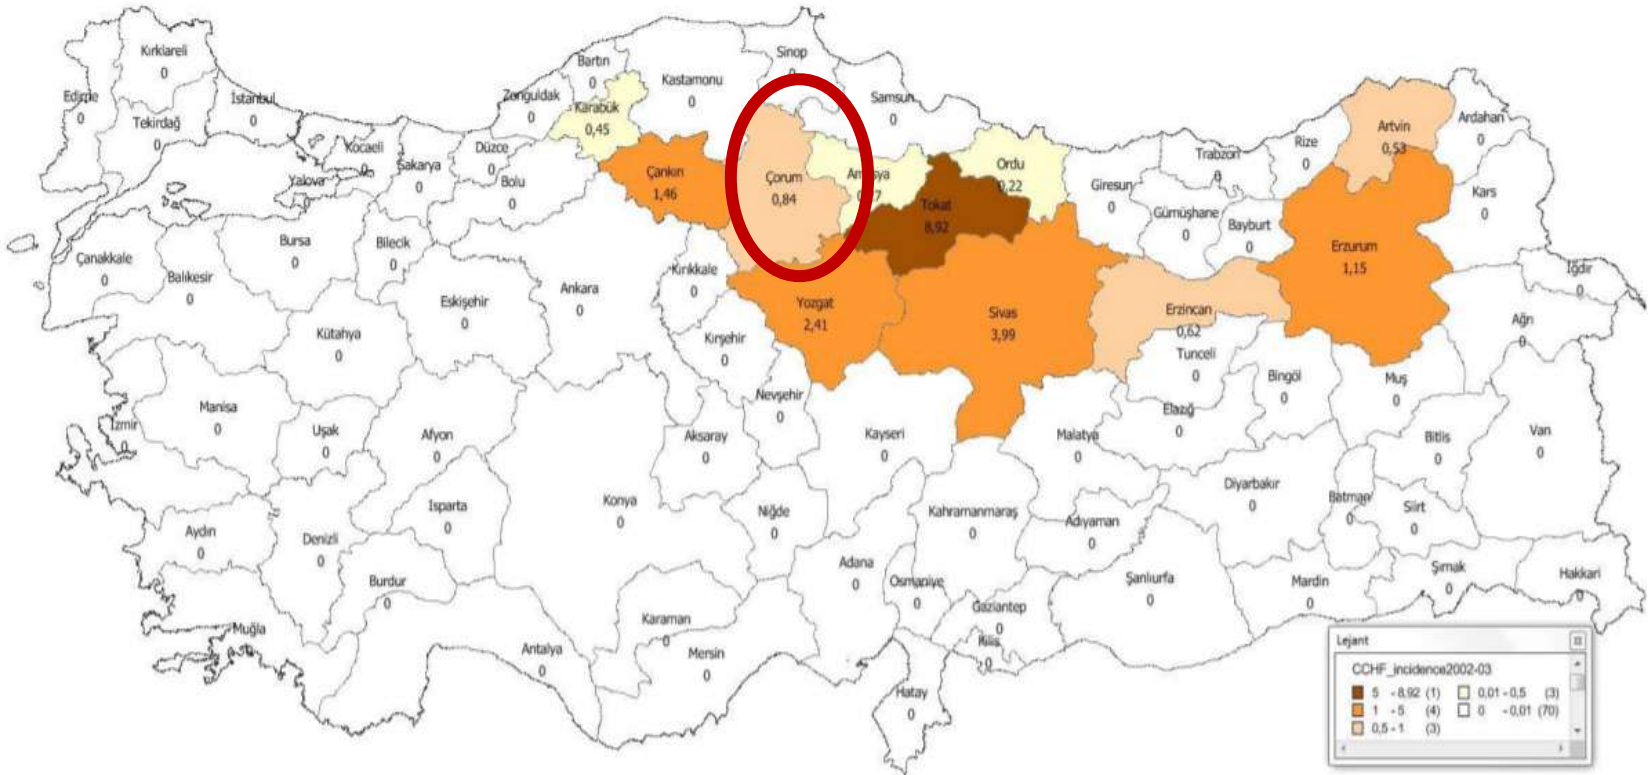 Kırklareli
0
Edirne
0
Tekirdağ
0
İstanbul
0
Kocaeli
0
Yalova
0
Sakarya
0
Düzce
0
Bolu
0
Zonguldak
0
Bartın
0
Karabük
0,45
Kastamonu
0
Sinop
0
Samsun
0
Çankırı
1,46
Çorum
0,84
Tokat
8,92
Ordu
0,22
Giresun
0
Trabzon
0
Gümüşhane
0
Bayburt
0
Rize
0
Artvin
0,53
Ardahan
0
Kars
0
Erzurum
1,15
Iğdır
0
Ağrı
0
Çanakkale
0
Balıkesir
0
Bursa
0
Bilecik
0
Eskişehir
0
Kütahya
0
Ankara
0
Kırıkkale
0
Kırşehir
0
Yozgat
2,41
Sivas
3,99
Erzincan
0,62
Tunceli
0
Bingöl
0
Muş
0
Elazığ
0
Manisa
0
İzmir
0
Uşak
0
Afyon
0
Nevşehir
0
Aksaray
0
Kayseri
0
Malatya
0
Bitlis
0
Van
0
Aydın
0
Denizli
0
Isparta
0
Burdur
0
Konya
0
Niğde
0
Kahramanmaraş
0
Adıyaman
0
Diyarbakır
0
Batman
0
Siirt
0
Muğla
Antalya
0
Karaman
0
Mersin
0
Adana
0
Osmaniye
0
Gaziantep
0
Kilis
0
Hatay
0
Şanlıurfa
0
Mardin
0
Şırnak
0
Hakkari
0
Lejant
CCHF_incidence2002-03
5 - 8,92 (1) 0,01 - 0,5 (3)
1 - 5 (4) 0 - 0,01 (70)
0,5 - 1 (3)